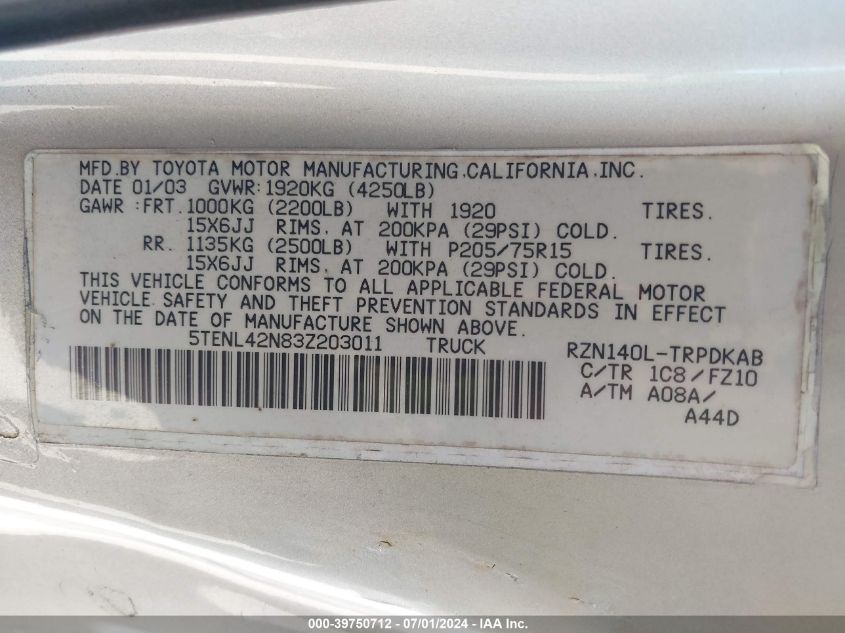 MFD.BY TOYOTA MOTOR MANUFACTURING.CALIFORNIA.INC.
DATE 01/03 GVWR:1920KG (4250LB)
GAWR :FRT.1000KG (2200LB) WITH 1920 TIRES.
15X6JJ RIMS. AT 200KPA (29PSI) COLD.
RR. 1135KG (2500LB) WITH P205/75R15 TIRES.
15X6JJ RIMS. AT 200KPA (29PSI) COLD.
THIS VEHICLE CONFORMS TO ALL APPLICABLE FEDERAL MOTOR
VEHICLE SAFETY AND THEFT PREVENTION STANDARDS IN EFFECT
ON THE DATE OF MANUFACTURE SHOWN ABOVE.
5TENL42N83Z203011 TRUCK RZN140L-TRPDKAB
C/TR 1C8/FZ10
A/TM A08A/
A44D
000-39750712 - 07/01/2024 - IAA Inc.